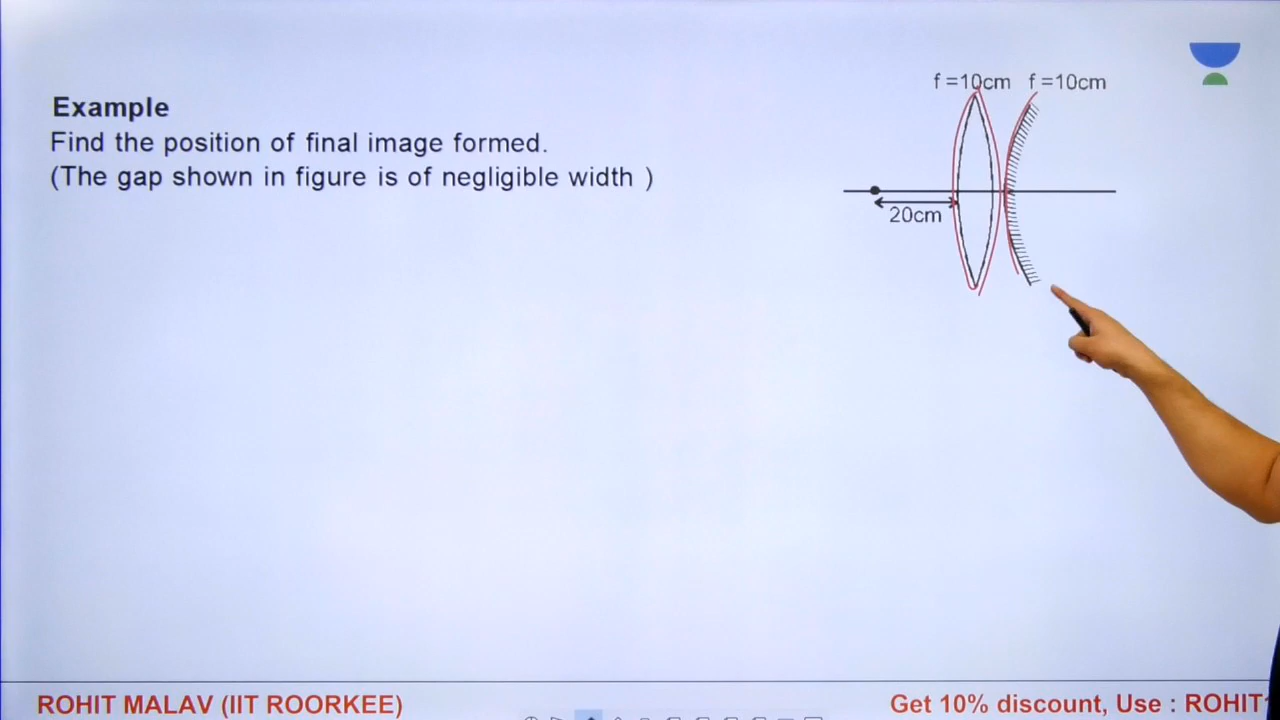 f =10cm f =10cm
Example
Find the position of final image formed.
(The gap shown in figure is of negligible width )
20cm
ROHIT MALAV (IIT ROORKEE)
Get 10% discount, Use : ROHIT